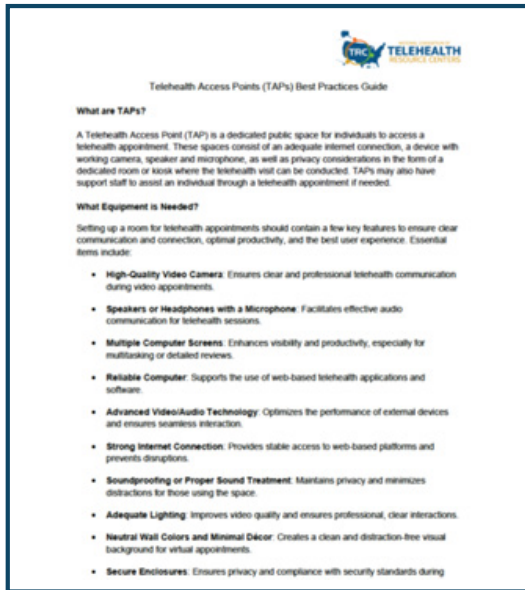 TRC
TELEHEALTH
RESOURCE CENTERS
Telehealth Access Points (TAPs) Best Practices Guide
What are TAPs?
A Telehealth Access Point (TAP) is a dedicated public space for individuals to access a
telehealth appointment. These spaces consist of an adequate internet connection, a device with
working camera, speaker and microphone, as well as privacy considerations in the form of a
dedicated room or kiosk where the telehealth visit can be conducted. TAPs may also have
support staff to assist an individual through a telehealth appointment if needed.
What Equipment is Needed?
Setting up a room for telehealth appointments should contain a few key features to ensure clear
communication and connection, optimal productivity, and the best user experience. Essential
items include:
• High-Quality Video Camera: Ensures clear and professional telehealth communication
during video appointments.
• Speakers or Headphones with a Microphone: Facilitates effective audio
communication for telehealth sessions.
• Multiple Computer Screens: Enhances visibility and productivity, especially for
multitasking or detailed reviews.
• Reliable Computer: Supports the use of web-based telehealth applications and
software.
• Advanced Video/Audio Technology: Optimizes the performance of external devices
and ensures seamless interaction.
• Strong Internet Connection: Provides stable access to web-based platforms and
prevents disruptions.
• Soundproofing or Proper Sound Treatment: Maintains privacy and minimizes
distractions for those using the space.
• Adequate Lighting: Improves video quality and ensures professional, clear interactions.
• Neutral Wall Colors and Minimal Décor: Creates a clean and distraction-free visual
background for virtual appointments.
• Secure Enclosures: Ensures privacy and compliance with security standards during